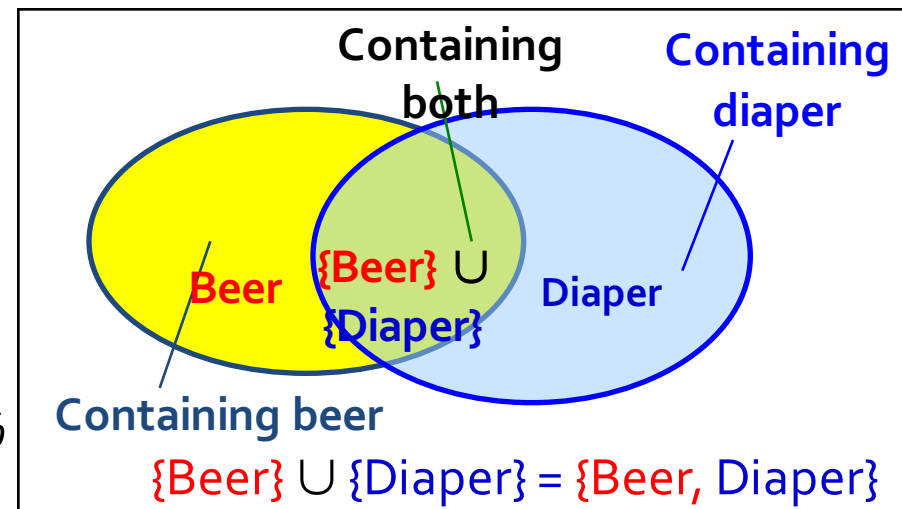 Containing both
Containing diaper
Beer
{Beer} ∪
{Diaper}
Diaper
Containing beer
{Beer} ∪ {Diaper} = {Beer, Diaper}